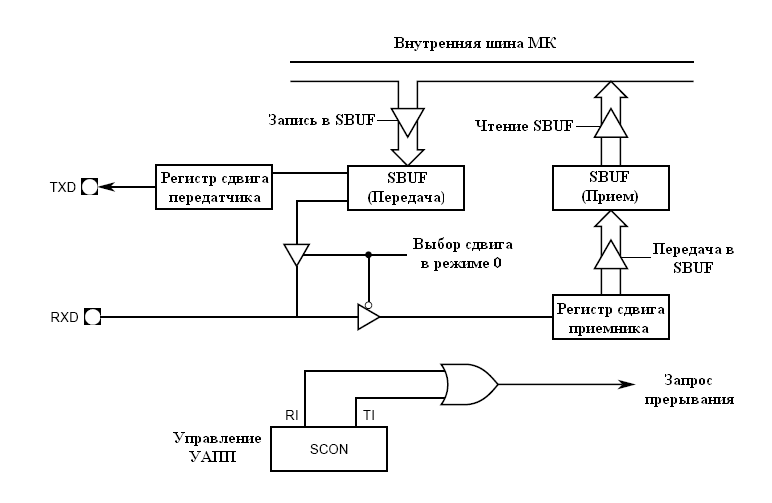 Внутренняя шина МК
Запись в SBUF
Чтение SBUF
TXD
Регистр сдвига
передатчика
SBUF
(Передача)
SBUF
(Прием)
Выбор сдвига
в режиме 0
Передача в
SBUF
RXD
Регистр сдвига
приемника
Запрос
прерывания
RI
TI
Управление
УАПП
SCON